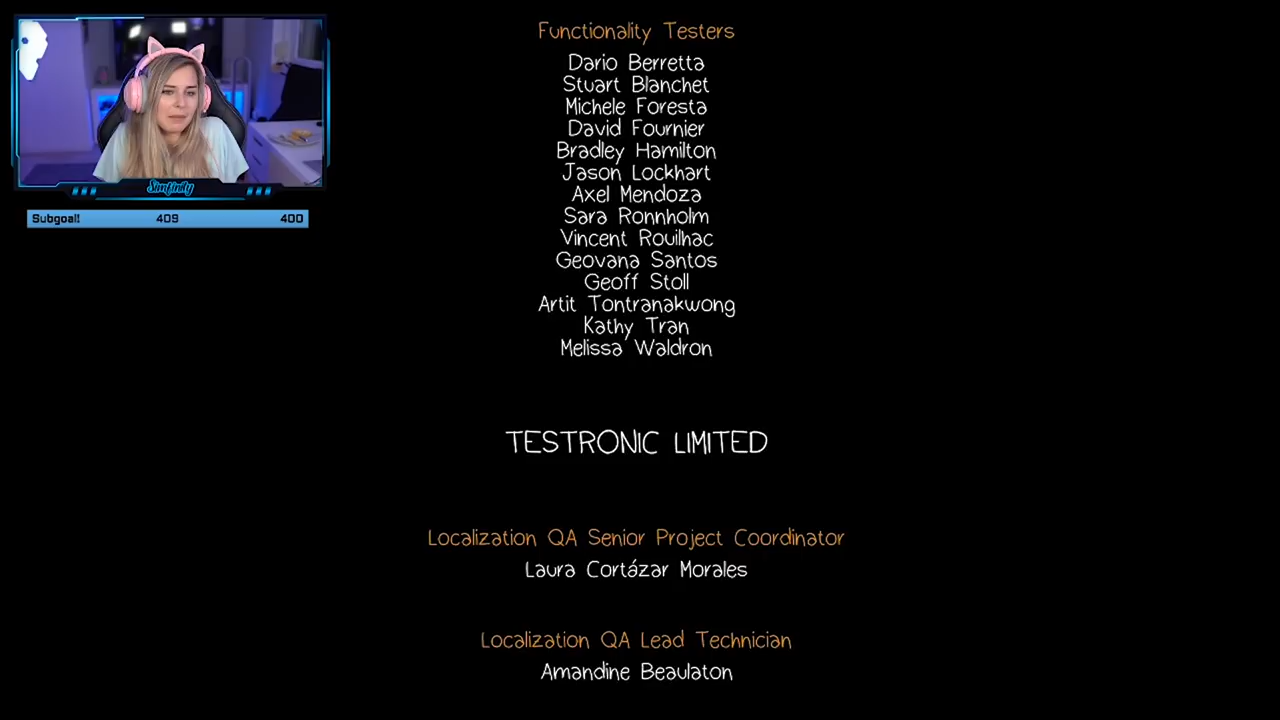 Functionality Testers
Dario Berretta
Stuart Blanchet
Michele Foresta
David Fournier
Bradley Hamilton
Jason Lockhart
Axel Mendoza
Sara Ronnholm
Vincent Rouilhac
Geovana Santos
Geoff Stoll
Artit Tontranakwong
Kathy Tran
Melissa Waldron
Simfinity
Subgoal! 409 400
TESTRONIC LIMITED
Localization QA Senior Project Coordinator
Laura Cortázar Morales
Localization QA Lead Technician
Amandine Beaulaton